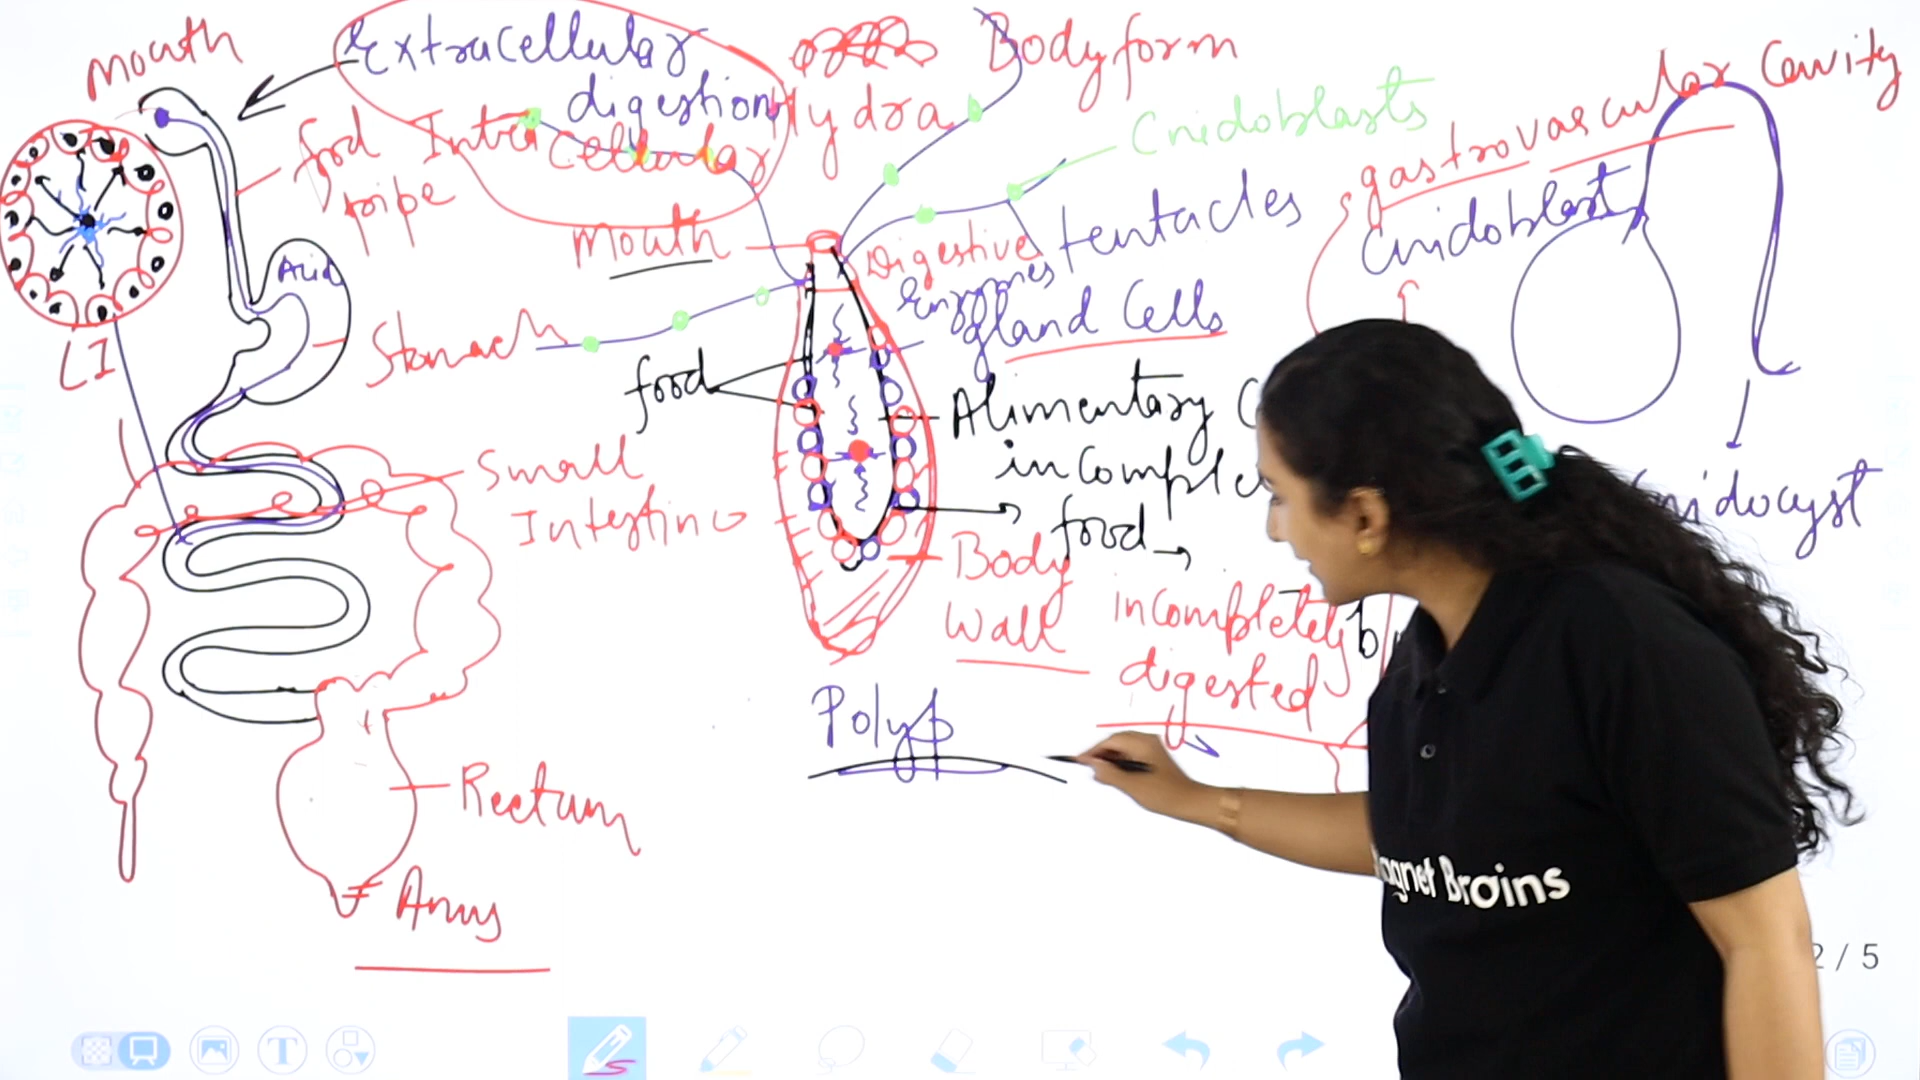 Mouth
Extracellular
digestion
Intracellular
food
pipe
Acid
Stomach
LI
Small
Intestine
Rectum
Anus
Hydra
Body form
Mouth
Cnidoblasts
Digestive
Enzymes
tentacles
gland Cells
food
Alimentary C
incomple
food
Body
Wall
incompletely
digested
b
Polyp
gastrovascular Cavity
Cnidoblast
nidocyst
agnet Brains
2 / 5
T